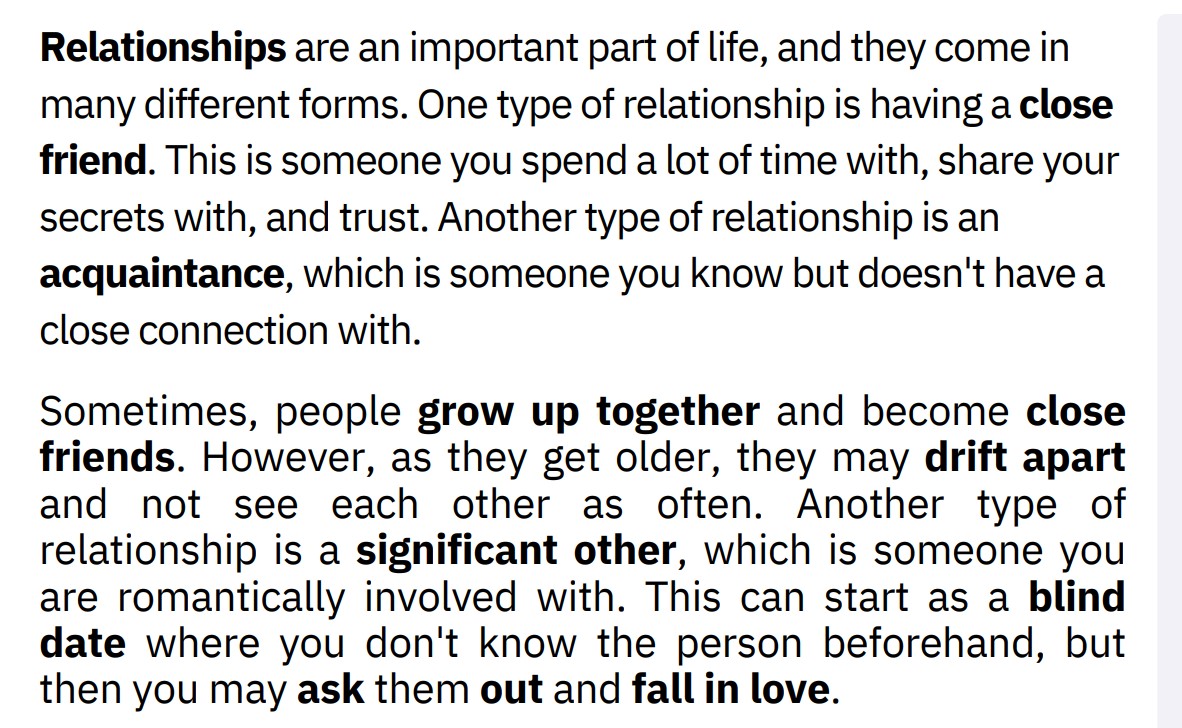 Relationships are an important part of life, and they come in
many different forms. One type of relationship is having a close
friend. This is someone you spend a lot of time with, share your
secrets with, and trust. Another type of relationship is an
acquaintance, which is someone you know but doesn't have a
close connection with.
Sometimes, people grow up together and become close
friends. However, as they get older, they may drift apart
and not see each other as often. Another type of
relationship is a significant other, which is someone you
are romantically involved with. This can start as a blind
date where you don't know the person beforehand, but
then you may ask them out and fall in love.